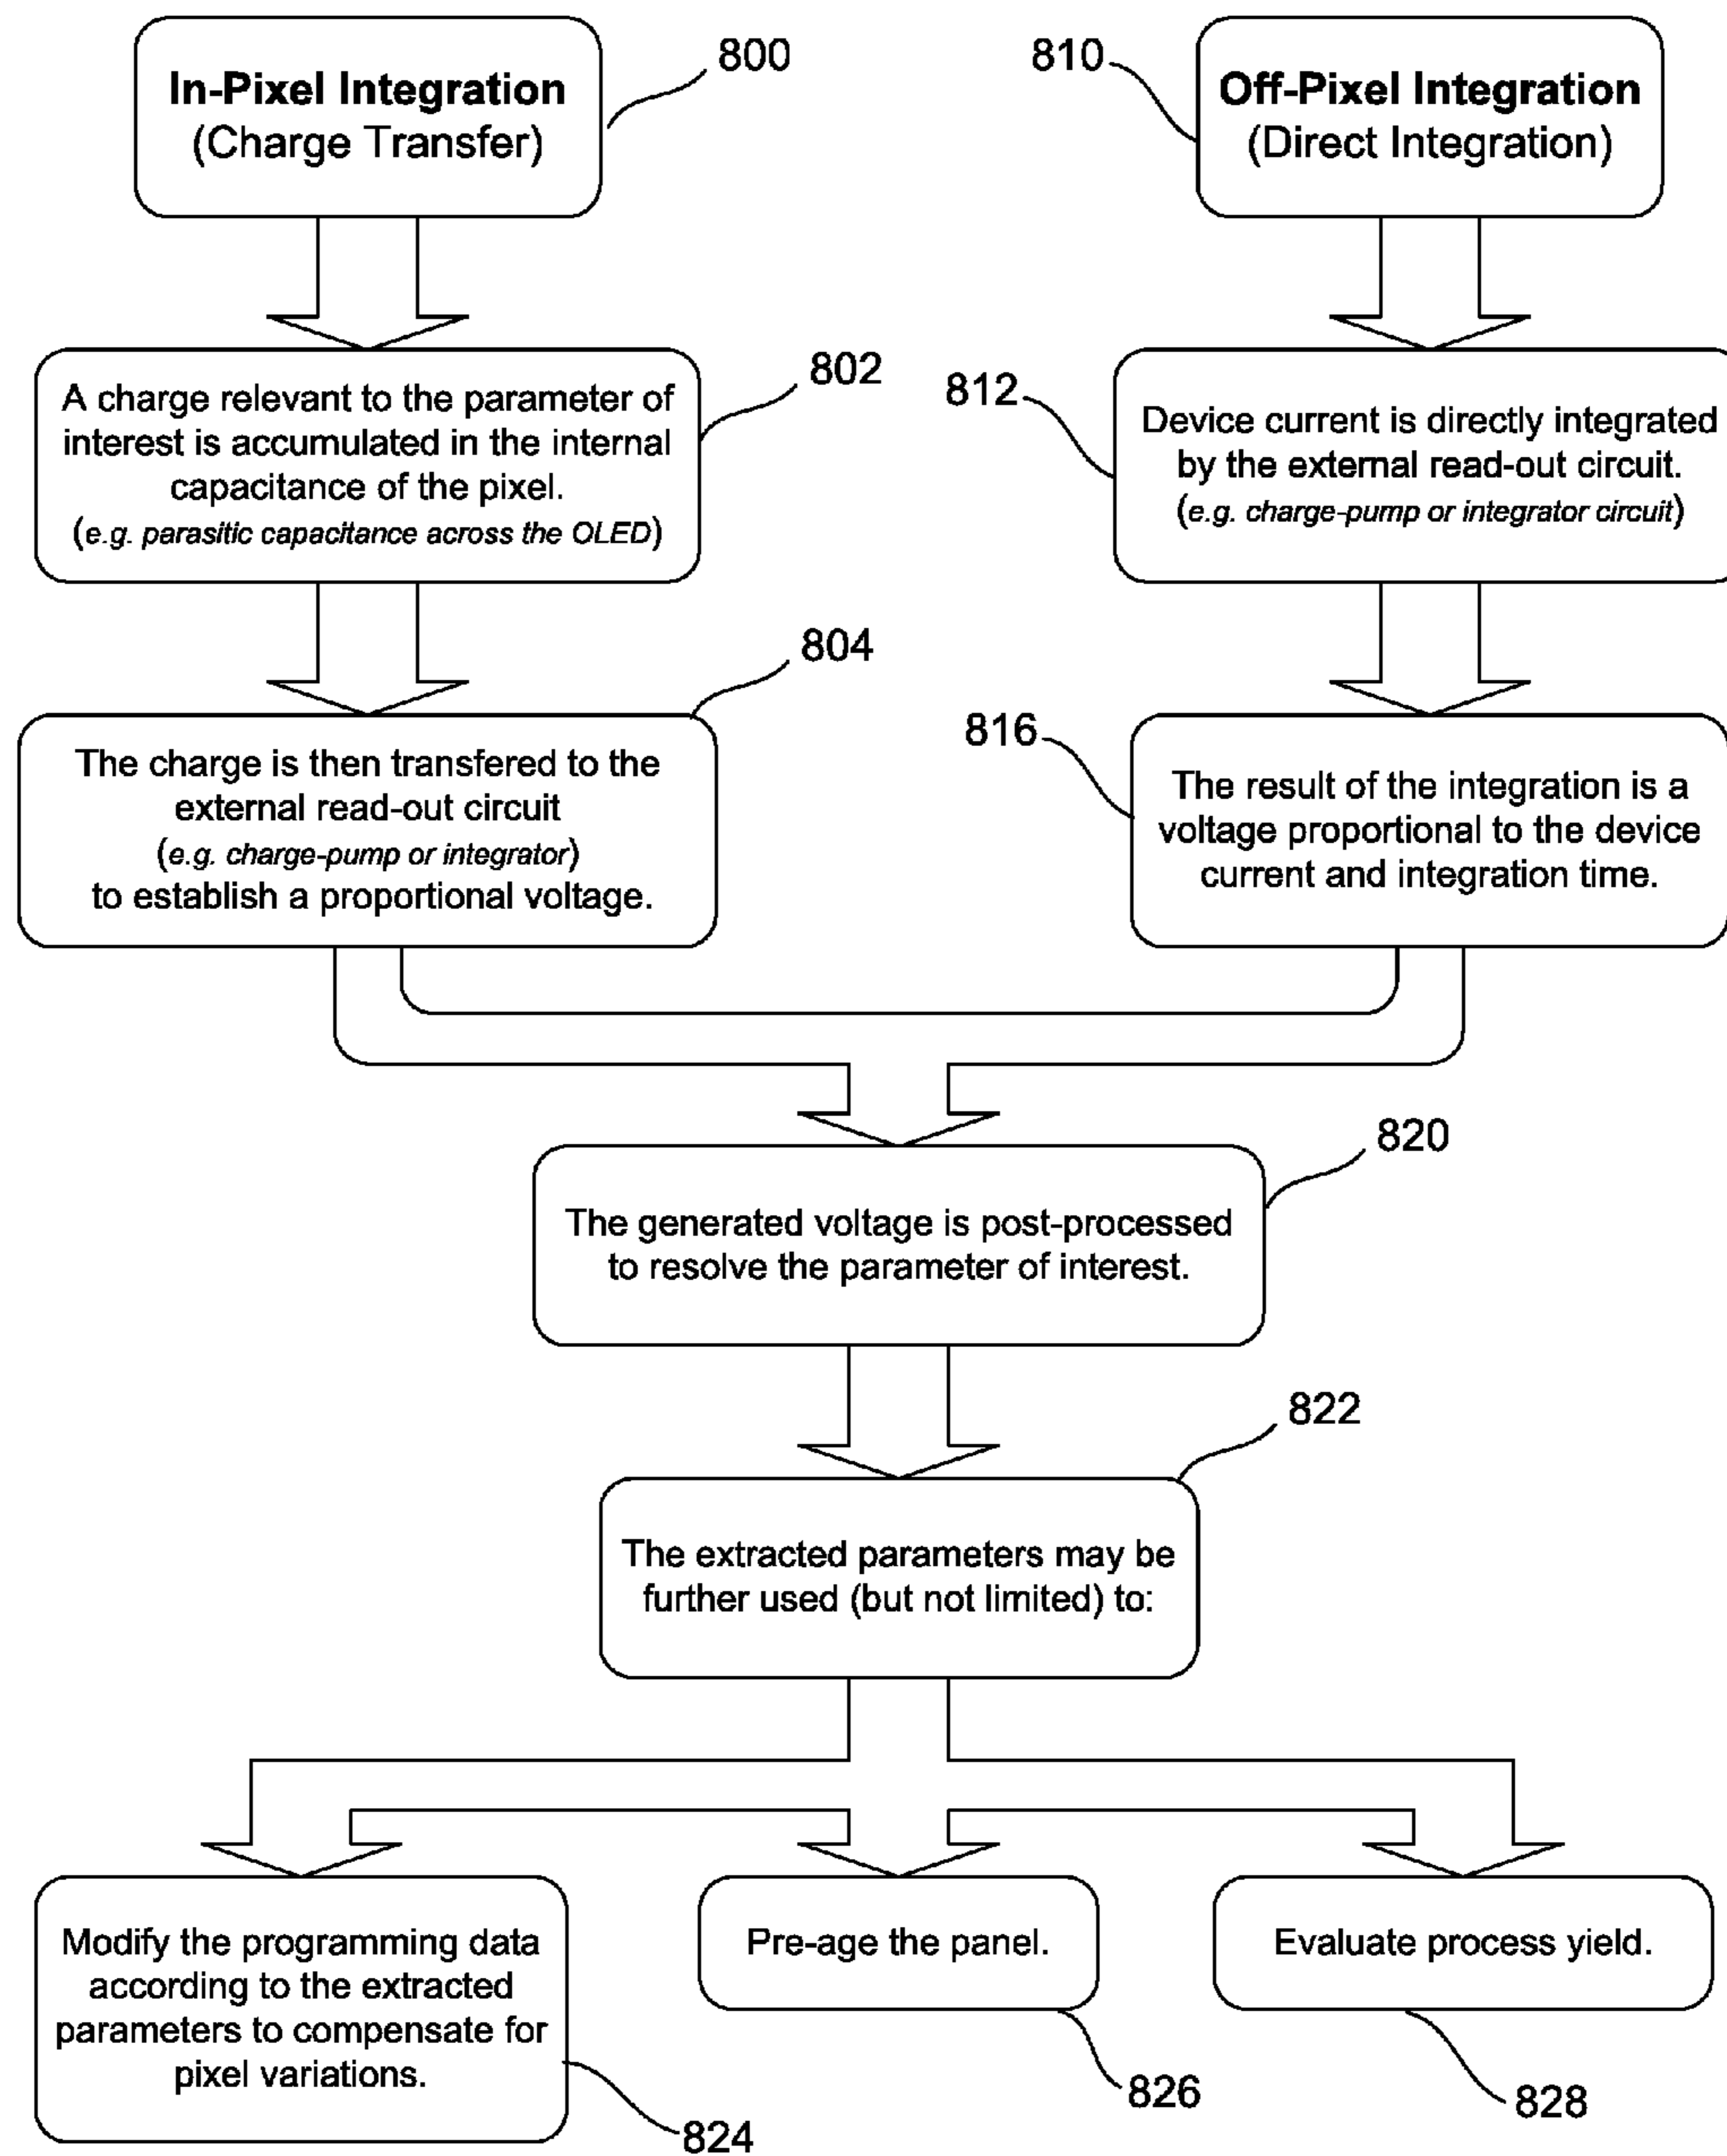 In-Pixel Integration
(Charge Transfer)
800
810
Off-Pixel Integration
(Direct Integration)
A charge relevant to the parameter of
interest is accumulated in the internal
capacitance of the pixel.
(e.g. parasitic capacitance across the OLED)
802
812
Device current is directly integrated
by the external read-out circuit.
(e.g. charge-pump or integrator circuit)
804
The charge is then transfered to the
external read-out circuit
(e.g. charge-pump or integrator)
to establish a proportional voltage.
816
The result of the integration is a
voltage proportional to the device
current and integration time.
820
The generated voltage is post-processed
to resolve the parameter of interest.
822
The extracted parameters may be
further used (but not limited) to:
Modify the programming data
according to the extracted
parameters to compensate for
pixel variations.
824
Pre-age the panel.
826
Evaluate process yield.
828